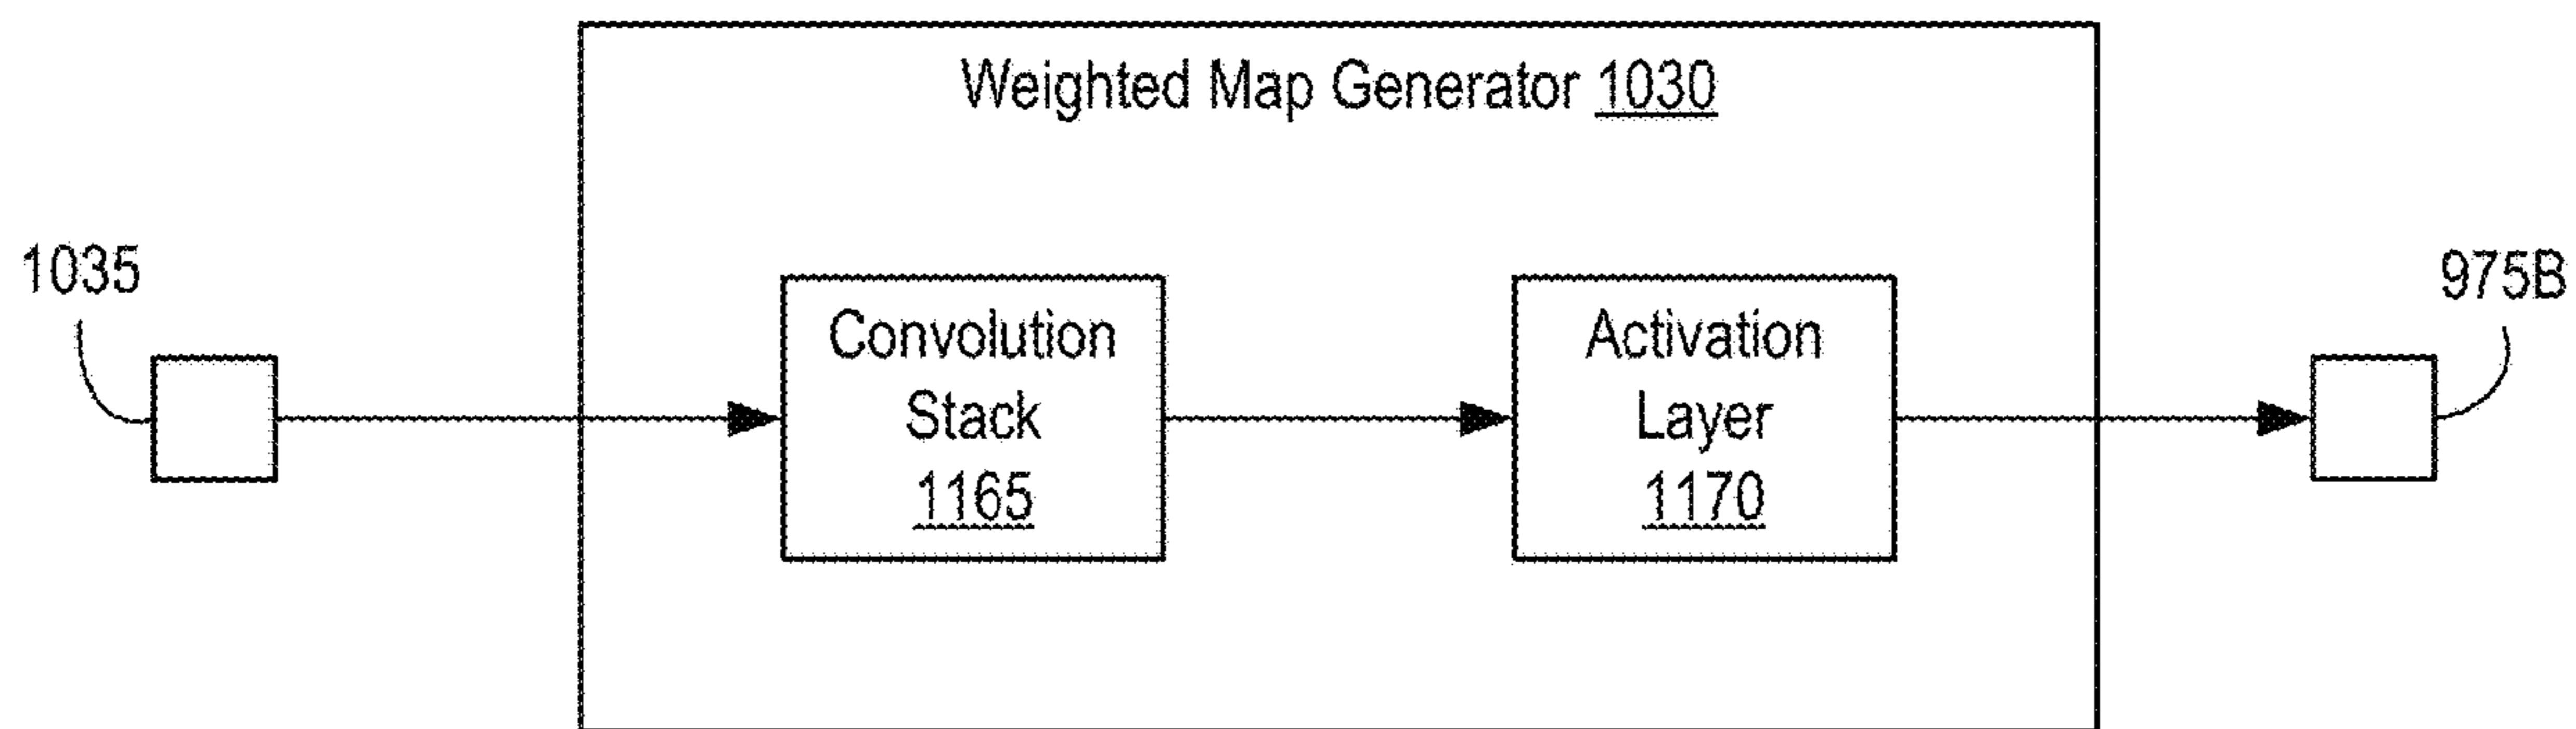 Weighted Map Generator 1030
1035
975B
Convolution
Stack
1165
Activation
Layer
1170